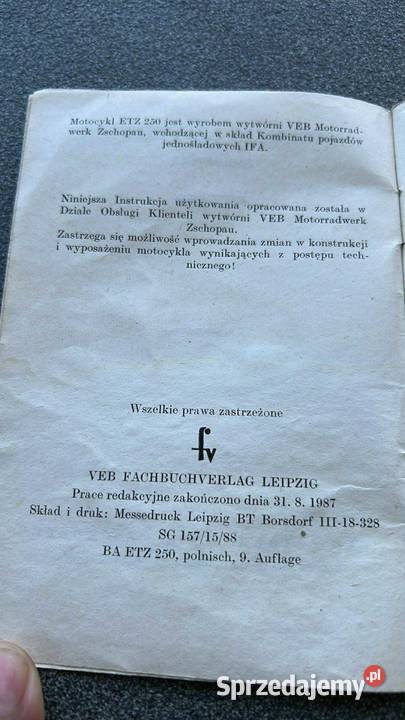 Motocykl ETZ 250 jest wyrobem wytwórni VEB Motorrad-
werk Zschopau, wchodzącej w skład Kombinatu pojazdów
jednośladowych IFA.
Niniejsza Instrukcja użytkowania opracowana została w
Dziale Obsługi Klienteli wytwórni VEB Motorradwerk
Zschopau.
Zastrzega się możliwość wprowadzania zmian w konstrukcji
i wyposażeniu motocykla wynikających z postępu tech-
nicznego!
Wszelkie prawa zastrzeżone
fv
VEB FACHBUCHVERLAG LEIPZIG
Prace redakcyjne zakończono dnia 31. 8. 1987
Skład i druk: Messedruck Leipzig BT Borsdorf III-18-328
SG 157/15/88
BA ETZ 250, polnisch, 9. Auflage
Sprzedajemy.pl